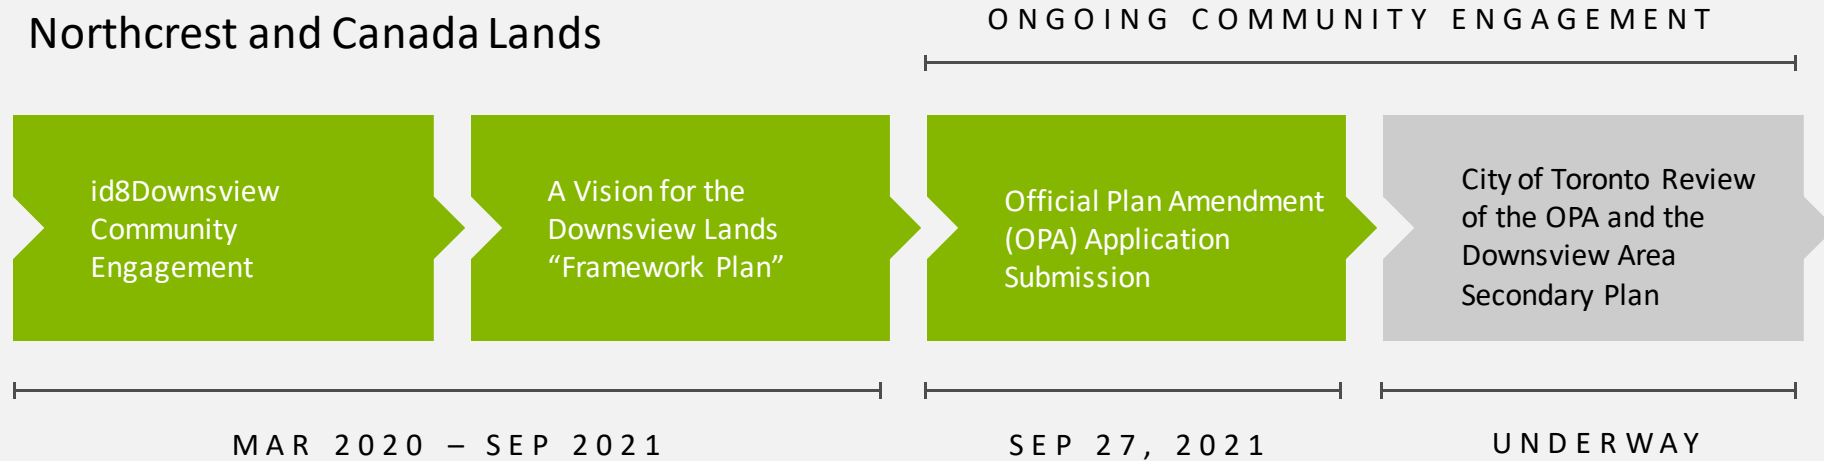 Northcrest and Canada Lands
ONGOING COMMUNITY ENGAGEMENT
id8Downsview
Community
Engagement
A Vision for the
Downsview Lands
“Framework Plan”
Official Plan Amendment
(OPA) Application
Submission
City of Toronto Review
of the OPA and the
Downsview Area
Secondary Plan
MAR 2020 – SEP 2021
SEP 27, 2021
UNDERWAY